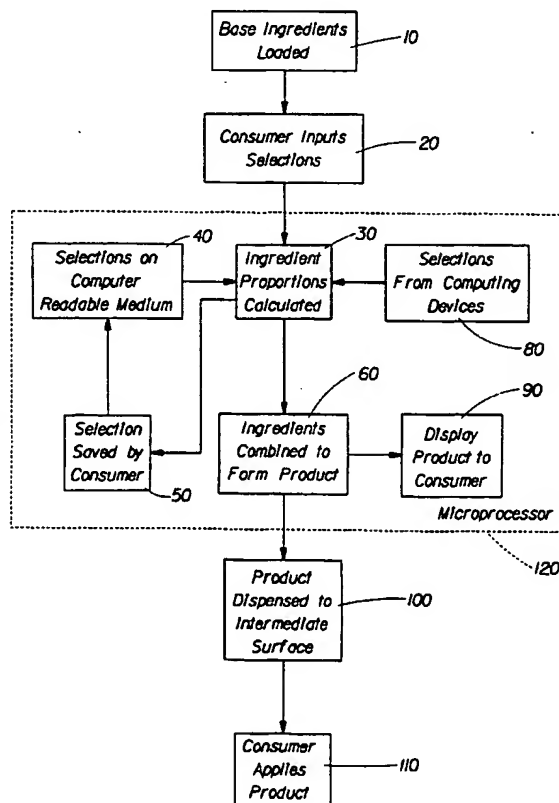 Base Ingredients
Loaded
10
Consumer Inputs
Selections
20
40
Selections on
Computer
Readable Medium
30
Ingredient
Proportions
Calculated
Selections
From Computing
Devices
80
Selection
Saved by
Consumer
50
60
Ingredients
Combined to
Form Product
90
Display
Product to
Consumer
Microprocessor
120
Product
Dispensed to
Intermediate
Surface
100
Consumer
Applies
Product
110